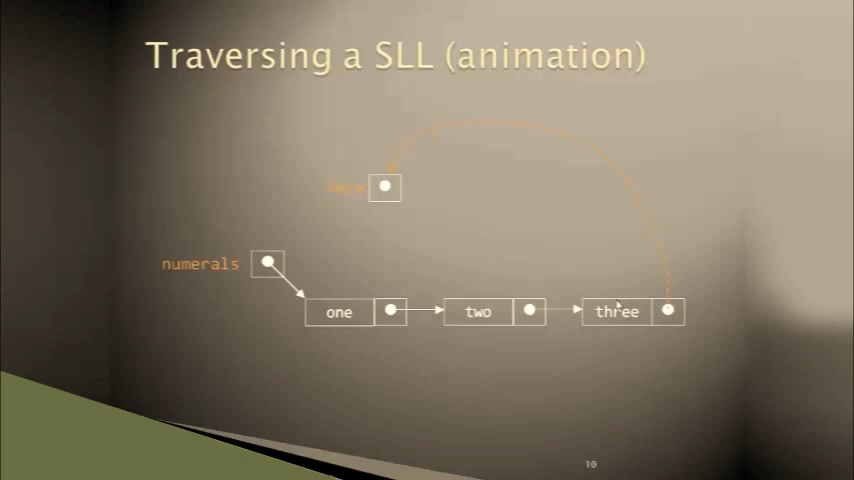 Traversing a SLL (animation)
numerals
one
two
three
10